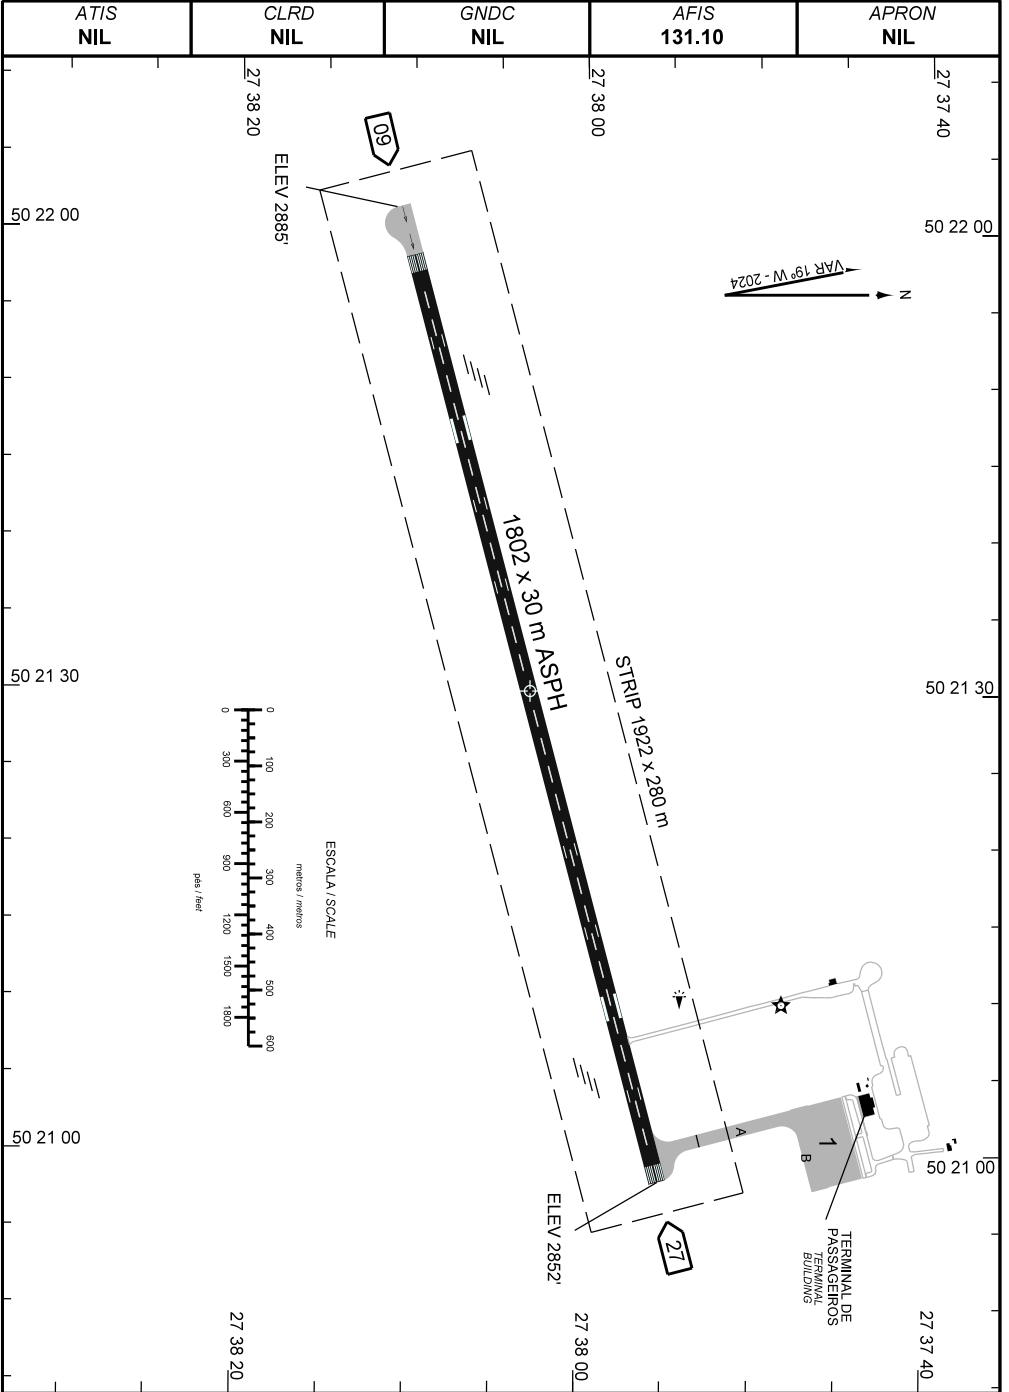 ATIS
NIL
CLRD
NIL
GNDC
NIL
AFIS
131.10
APRON
NIL
27 38 20
27 38 00
27 37 40
09
ELEV 2885'
50 22 00
50 22 00
VAR 19° W - 2024
N
1802 x 30 m ASPH
STRIP 1922 x 280 m
50 21 30
50 21 30
ESCALA / SCALE
metros / metros
0 100 200 300 400 500 600
0 300 600 900 1200 1500 1800
pés / feet
A
1
B
50 21 00
50 21 00
ELEV 2852'
27
TERMINAL DE
PASSAGEIROS
TERMINAL
BUILDING
27 38 20
27 38 00
27 37 40